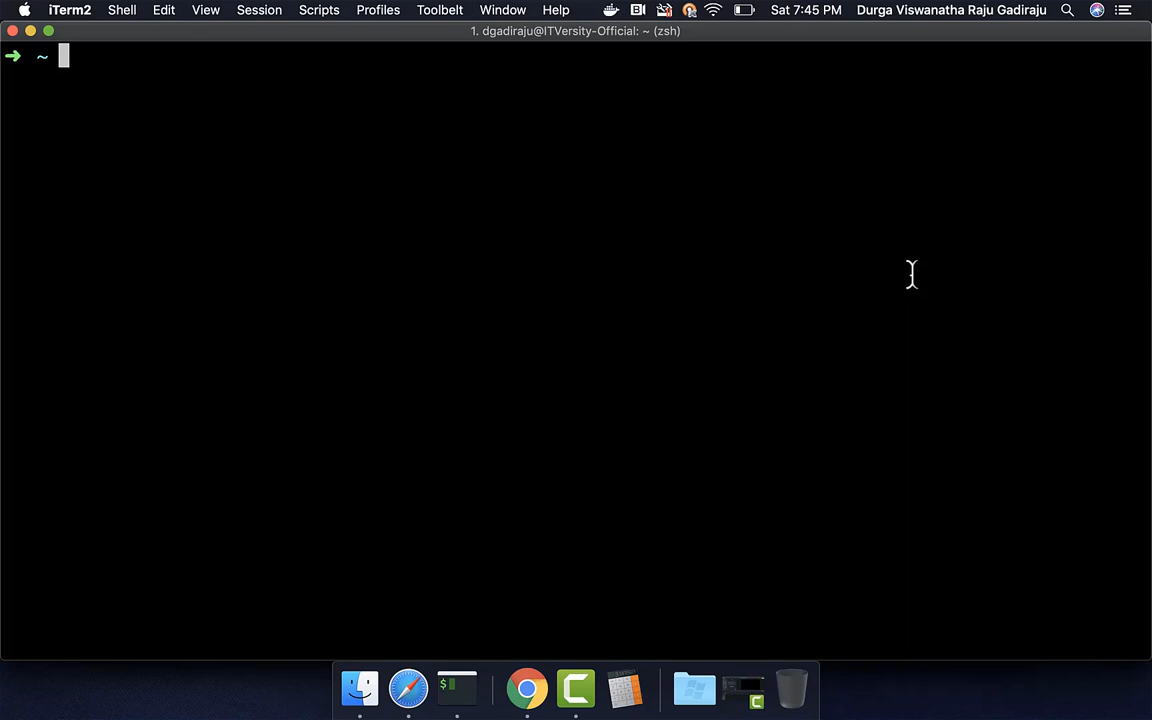 iTerm2 Shell Edit View Session Scripts Profiles Toolbelt Window Help Sat 7:45 PM Durga Viswanatha Raju Gadiraju
1. dgadiraju@ITVersity-Official: ~ (zsh)
➜ ~